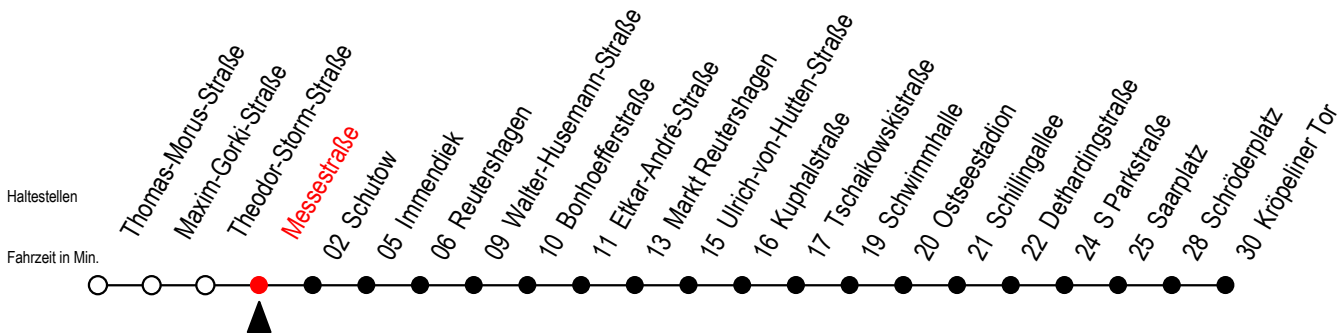 Haltestellen
Fahrzeit in Min.
Thomas-Morus-Straße
Maxim-Gorki-Straße
Theodor-Storm-Straße
Messestraße
02 Schutow
05 Immendiek
06 Reutershagen
09 Walter-Husemann-Straße
10 Bonhoefferstraße
11 Etkar-André-Straße
13 Markt Reutershagen
15 Ulrich-von-Hutten-Straße
16 Kuphalstraße
17 Tschaikowskistraße
19 Schwimmhalle
20 Ostseestadion
21 Schillingallee
22 Dethardingstraße
24 S Parkstraße
25 Saarplatz
28 Schröderplatz
30 Kröpeliner Tor